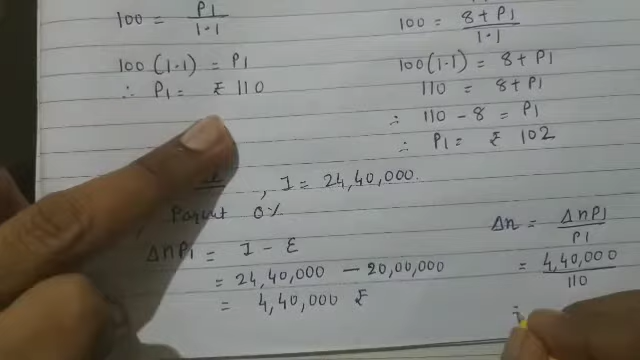 100 = P1 / 1.1
100 (1.1) = P1
∴ P1 = ₹ 110
100 = 8 + P1 / 1.1
100 (1.1) = 8 + P1
110 = 8 + P1
∴ 110 - 8 = P1
∴ P1 = ₹ 102
, I = 24,40,000.
Payout 0%
ΔnP1 = I - E
= 24,40,000 - 20,00,000
= 4,40,000 ₹
Δn = ΔnP1 / P1
= 4,40,000 / 110